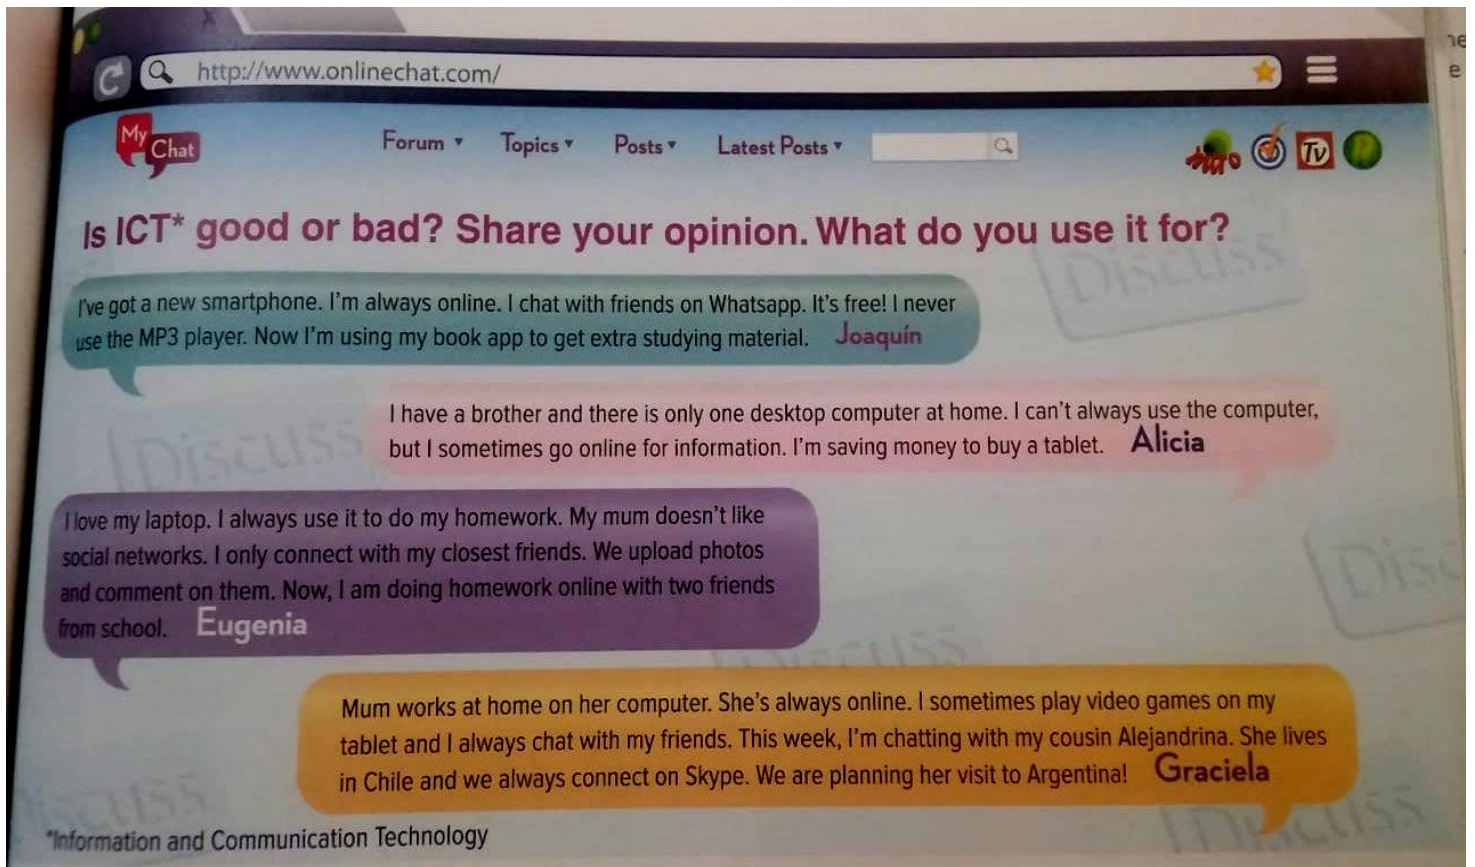 http://www.onlinechat.com/
My Chat
Forum Topics Posts Latest Posts
TV
Is ICT* good or bad? Share your opinion. What do you use it for?
Discuss
I've got a new smartphone. I'm always online. I chat with friends on Whatsapp. It's free! I never
use the MP3 player. Now I'm using my book app to get extra studying material. Joaquín
I have a brother and there is only one desktop computer at home. I can't always use the computer,
but I sometimes go online for information. I'm saving money to buy a tablet. Alicia
Discuss
I love my laptop. I always use it to do my homework. My mum doesn't like
social networks. I only connect with my closest friends. We upload photos
and comment on them. Now, I am doing homework online with two friends
from school. Eugenia
Disc
Discuss
Mum works at home on her computer. She's always online. I sometimes play video games on my
tablet and I always chat with my friends. This week, I'm chatting with my cousin Alejandrina. She lives
in Chile and we always connect on Skype. We are planning her visit to Argentina! Graciela
Discuss
Discuss
*Information and Communication Technology